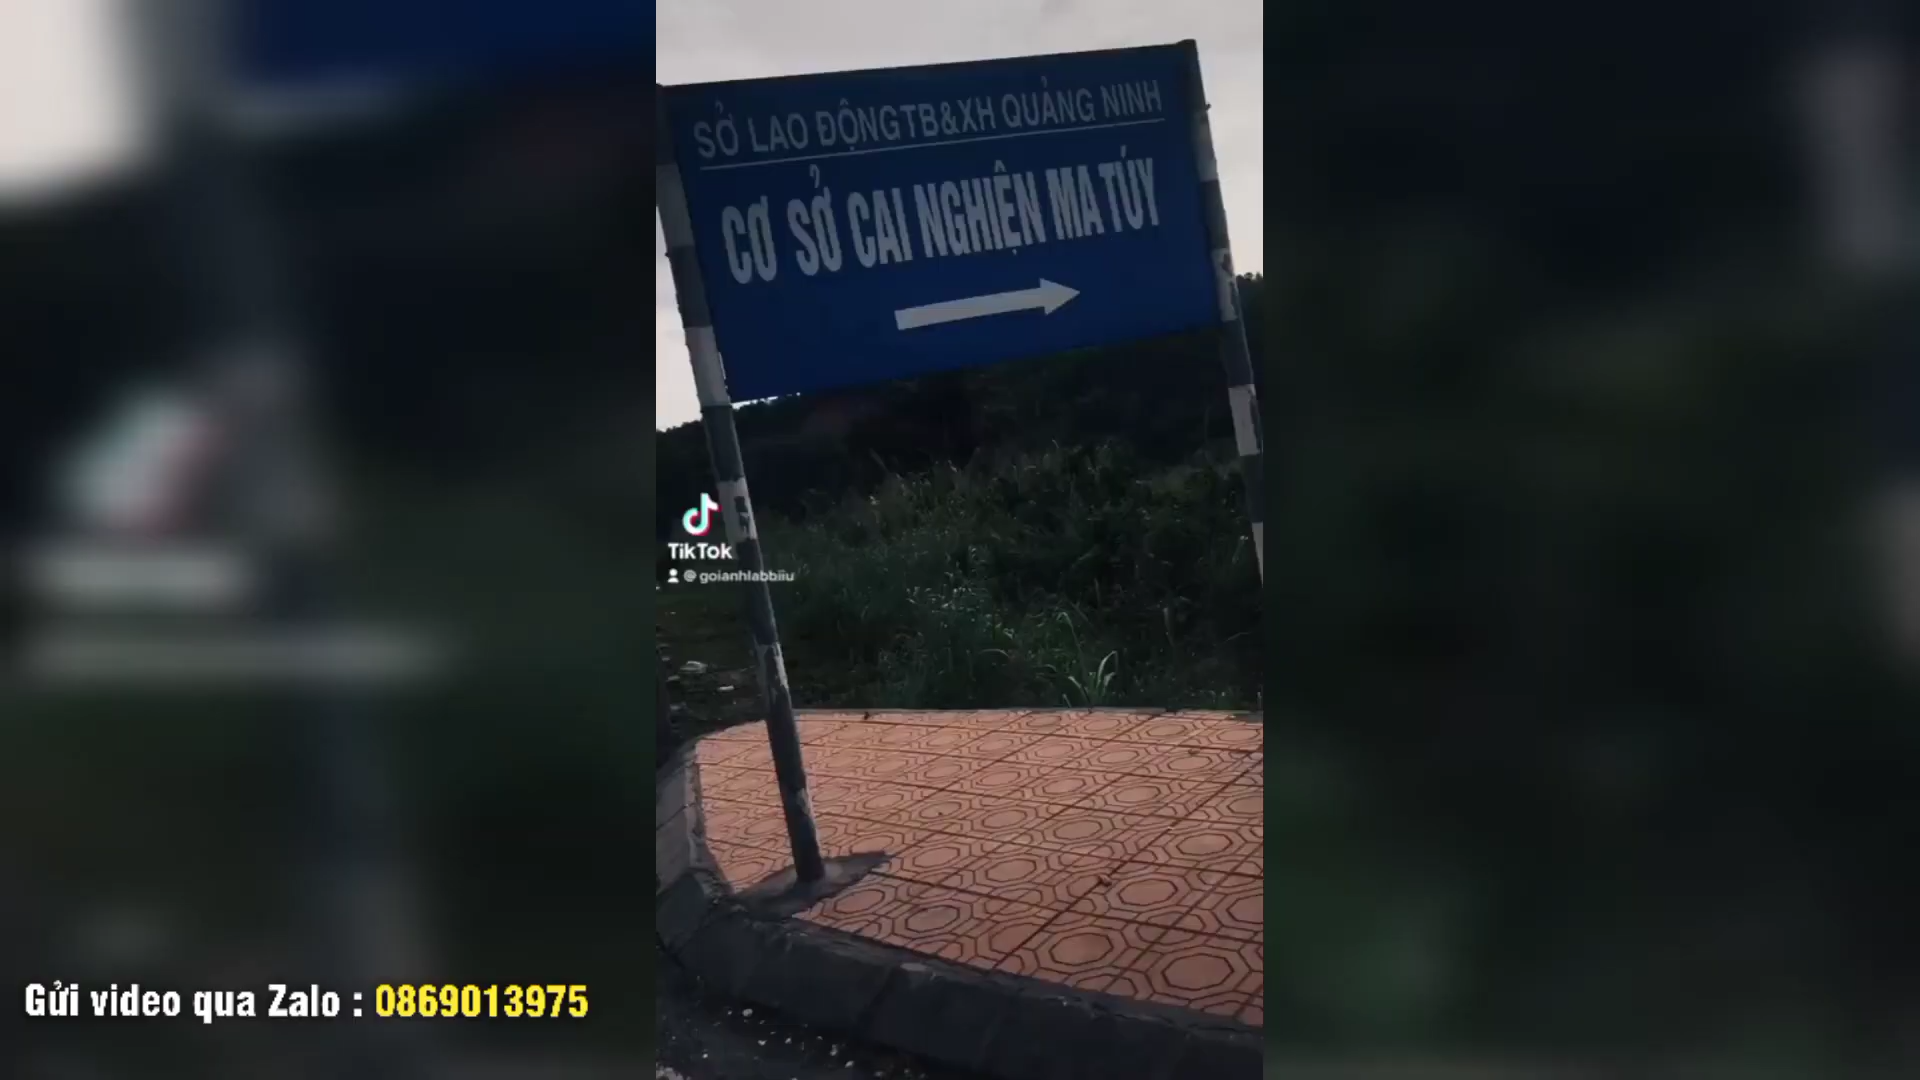 SỞ LAO ĐỘNGTB&XH QUẢNG NINH
CƠ SỞ CAI NGHIỆN MA TÚY
TikTok
@goianhlabbiiu
Gửi video qua Zalo : 0869013975